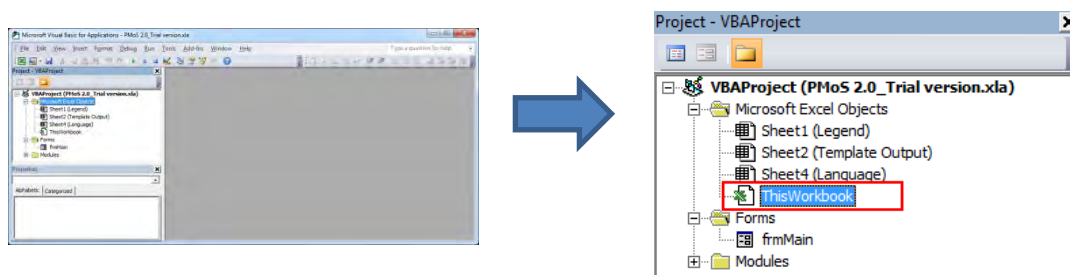 Microsoft Visual Basic for Applications - PMoS 2.0_Trial version.xla
File Edit View Insert Format Debug Run Tools Add-Ins Window Help
Type a question for help
Project - VBAProject
VBAProject (PMoS 2.0_Trial version.xla)
Microsoft Excel Objects
Sheet1 (Legend)
Sheet2 (Template Output)
Sheet4 (Language)
ThisWorkbook
Forms
frmMain
Modules
Properties
Alphabetic Categorized
Project - VBAProject
VBAProject (PMoS 2.0_Trial version.xla)
Microsoft Excel Objects
Sheet1 (Legend)
Sheet2 (Template Output)
Sheet4 (Language)
ThisWorkbook
Forms
frmMain
Modules